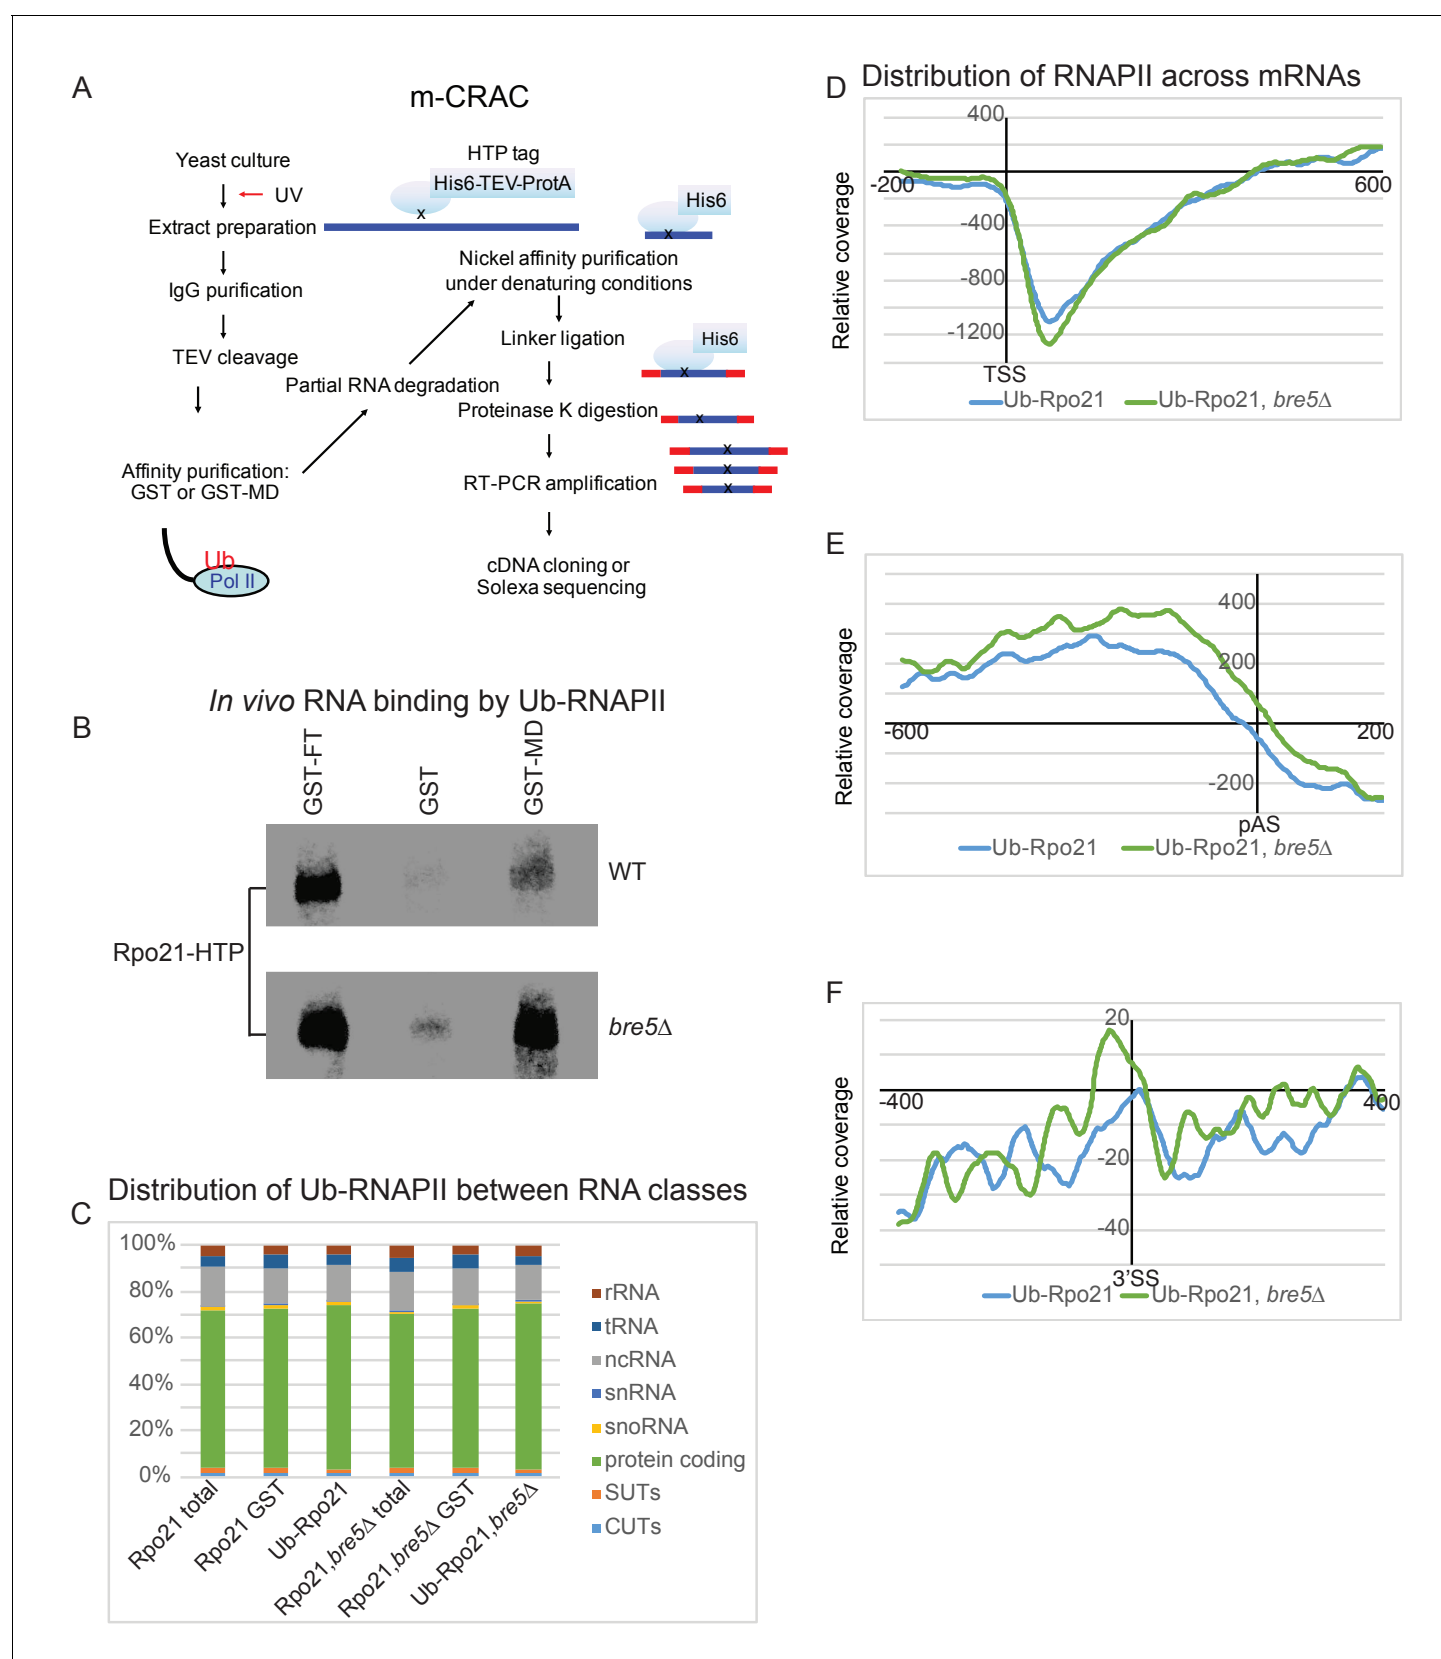 A
m-CRAC
Yeast culture
UV
Extract preparation
IgG purification
TEV cleavage
Affinity purification:
GST or GST-MD
Ub
Pol II
Partial RNA degradation
HTP tag
His6-TEV-ProtA
x
His6
x
Nickel affinity purification
under denaturing conditions
Linker ligation
His6
x
Proteinase K digestion
x
RT-PCR amplification
x
x
x
cDNA cloning or
Solexa sequencing
B
In vivo RNA binding by Ub-RNAPII
GST-FT
GST
GST-MD
WT
Rpo21-HTP
bre5Δ
C
Distribution of Ub-RNAPII between RNA classes
100%
80%
60%
40%
20%
0%
Rpo21 total
Rpo21 GST
Ub-Rpo21
Rpo21,bre5Δ total
Rpo21,bre5Δ GST
Ub-Rpo21,bre5Δ
rRNA
tRNA
ncRNA
snRNA
snoRNA
protein coding
SUTs
CUTs
D
Distribution of RNAPII across mRNAs
Relative coverage
400
-200
600
-400
-800
-1200
TSS
Ub-Rpo21
Ub-Rpo21, bre5Δ
E
Relative coverage
400
200
-600
200
-200
pAS
Ub-Rpo21
Ub-Rpo21, bre5Δ
F
Relative coverage
20
-400
400
-20
-40
3'SS
Ub-Rpo21
Ub-Rpo21, bre5Δ